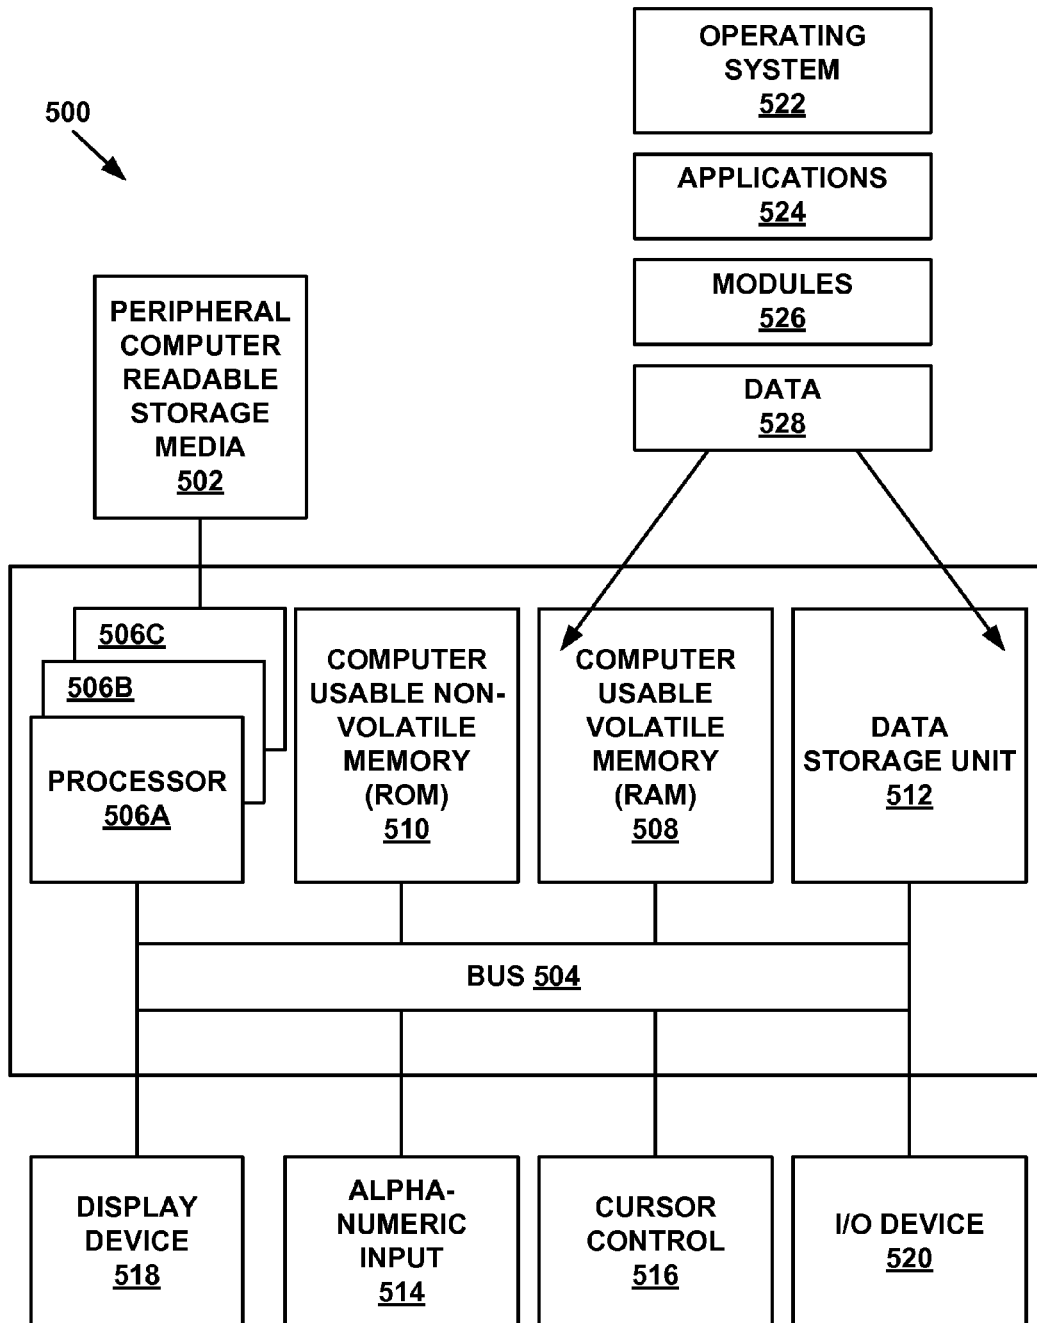 OPERATING
SYSTEM
522
500
APPLICATIONS
524
MODULES
526
DATA
528
PERIPHERAL
COMPUTER
READABLE
STORAGE
MEDIA
502
506C
506B
PROCESSOR
506A
COMPUTER
USABLE NON-
VOLATILE
MEMORY
(ROM)
510
COMPUTER
USABLE
VOLATILE
MEMORY
(RAM)
508
DATA
STORAGE UNIT
512
BUS 504
DISPLAY
DEVICE
518
ALPHA-
NUMERIC
INPUT
514
CURSOR
CONTROL
516
I/O DEVICE
520